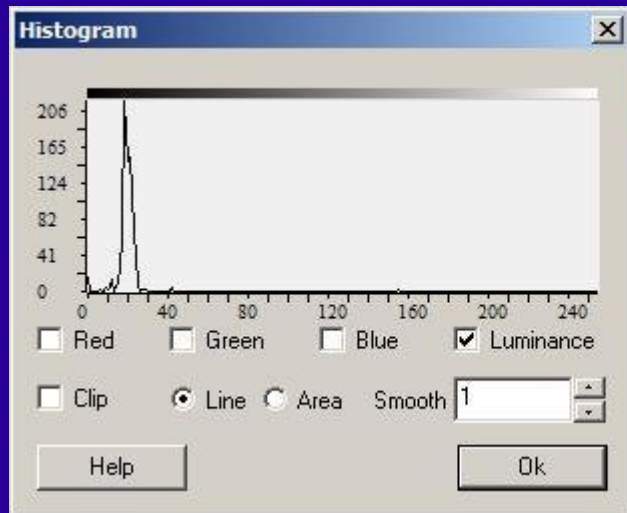 Histogram
206
165
124
82
41
0
0 40 80 120 160 200 240
Red Green Blue Luminance
Clip Line Area Smooth 1
Help Ok